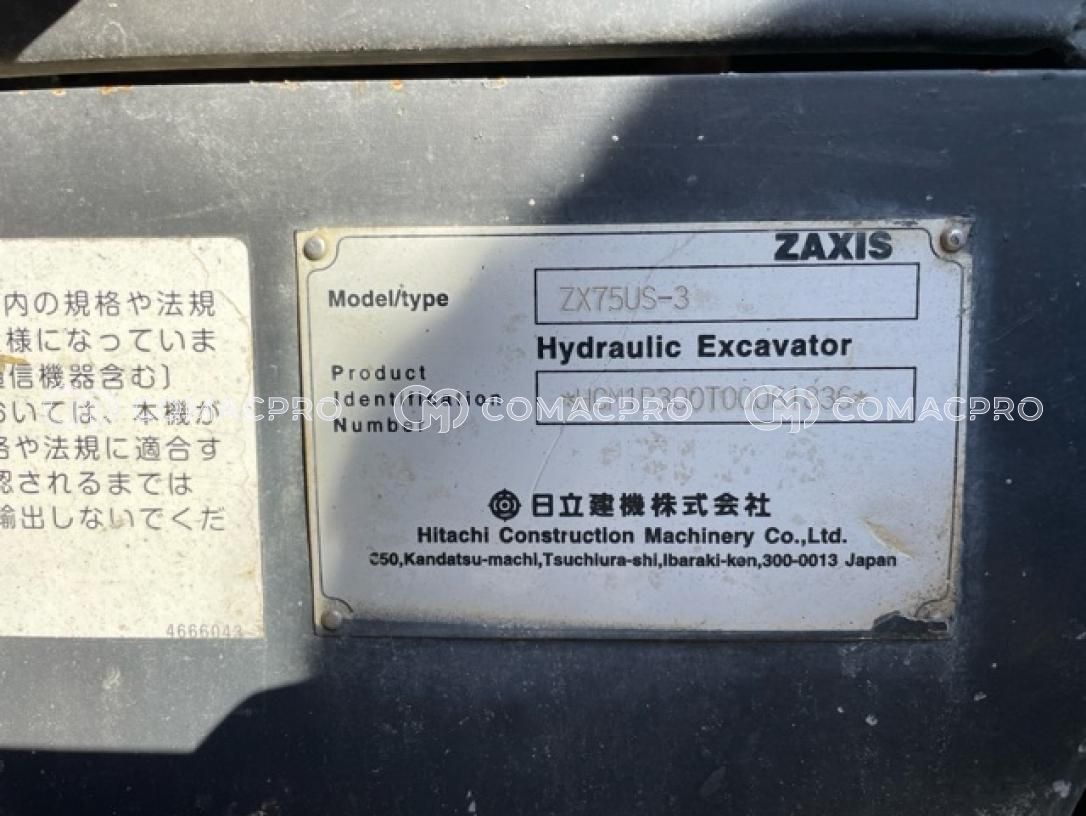 内の規格や法規
様になっていま
信機器含む)
おいては、本機が
格や法規に適合す
認されるまでは
輸出しないでくだ
4666043
ZAXIS
Model/type
ZX75US-3
Hydraulic Excavator
Product
Identification
Number
日立建機株式会社
Hitachi Construction Machinery Co.,Ltd.
650,Kandatsu-machi,Tsuchiura-shi,Ibaraki-ken,300-0013 Japan
COMACPRO COMACPRO COMACPRO